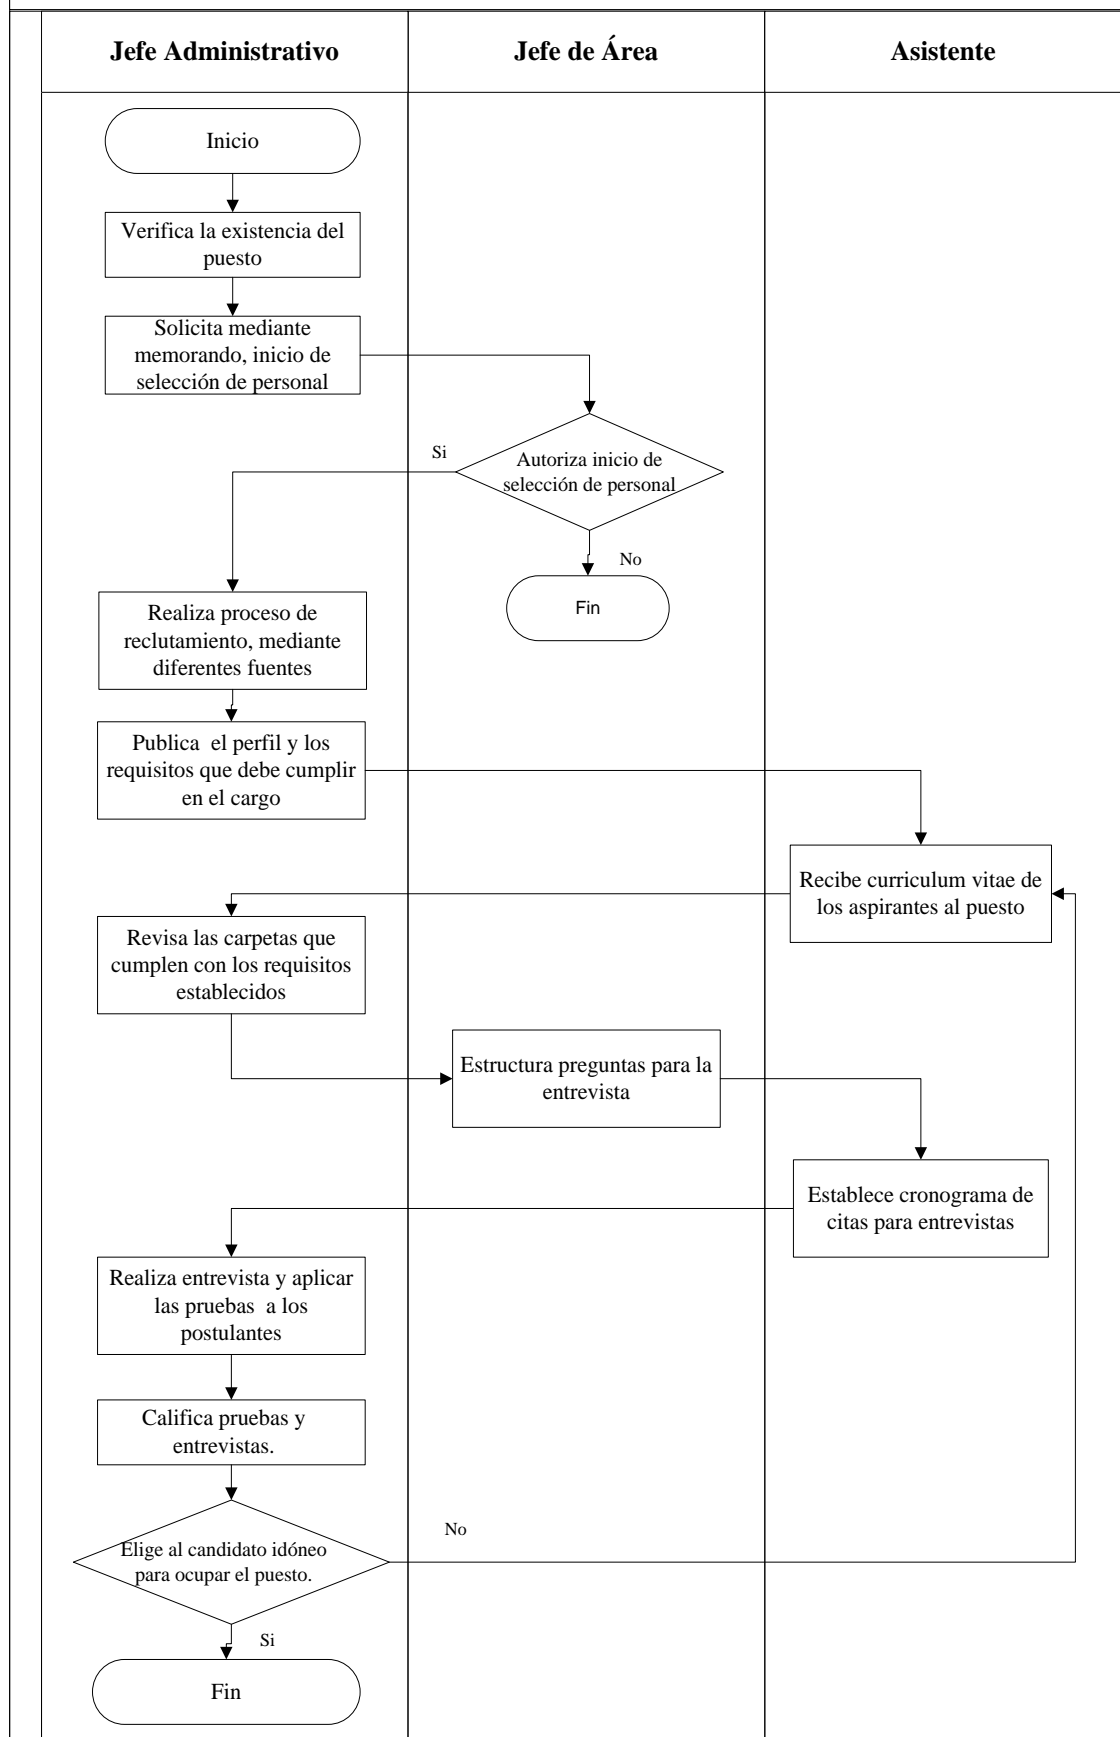 Jefe Administrativo
Jefe de Área
Asistente
Inicio
Verifica la existencia del
puesto
Solicita mediante
memorando, inicio de
selección de personal
Si
Autoriza inicio de
selección de personal
No
Fin
Realiza proceso de
reclutamiento, mediante
diferentes fuentes
Publica el perfil y los
requisitos que debe cumplir
en el cargo
Recibe curriculum vitae de
los aspirantes al puesto
Revisa las carpetas que
cumplen con los requisitos
establecidos
Estructura preguntas para la
entrevista
Establece cronograma de
citas para entrevistas
Realiza entrevista y aplicar
las pruebas a los
postulantes
Califica pruebas y
entrevistas.
Elige al candidato idóneo
para ocupar el puesto.
No
Si
Fin